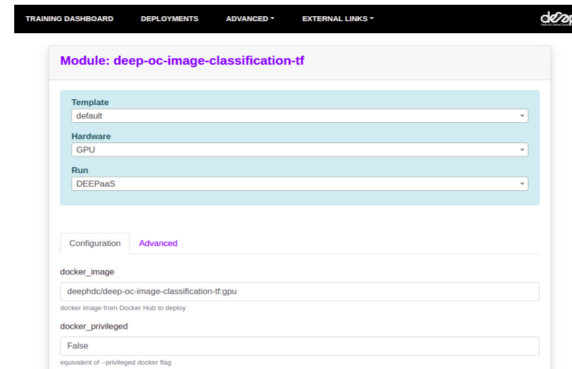 TRAINING DASHBOARD DEPLOYMENTS ADVANCED EXTERNAL LINKS
Module: deep-oc-image-classification-tf
Template
default
Hardware
GPU
Run
DEEPaaS
Configuration Advanced
docker_image
deephdc/deep-oc-image-classification-tf:gpu
docker image from Docker Hub to deploy
docker_privileged
False
equivalent of --privileged docker flag